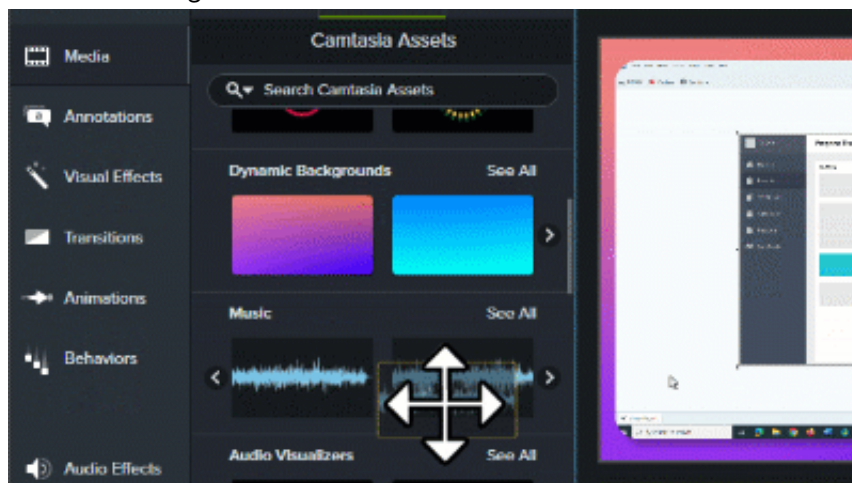 Camtasia Assets
Media
Search Camtasia Assets
Annotations
Dynamic Backgrounds See All
Visual Effects
Transitions
Animations
Music See All
Behaviors
Audio Visualizers See All
Audio Effects